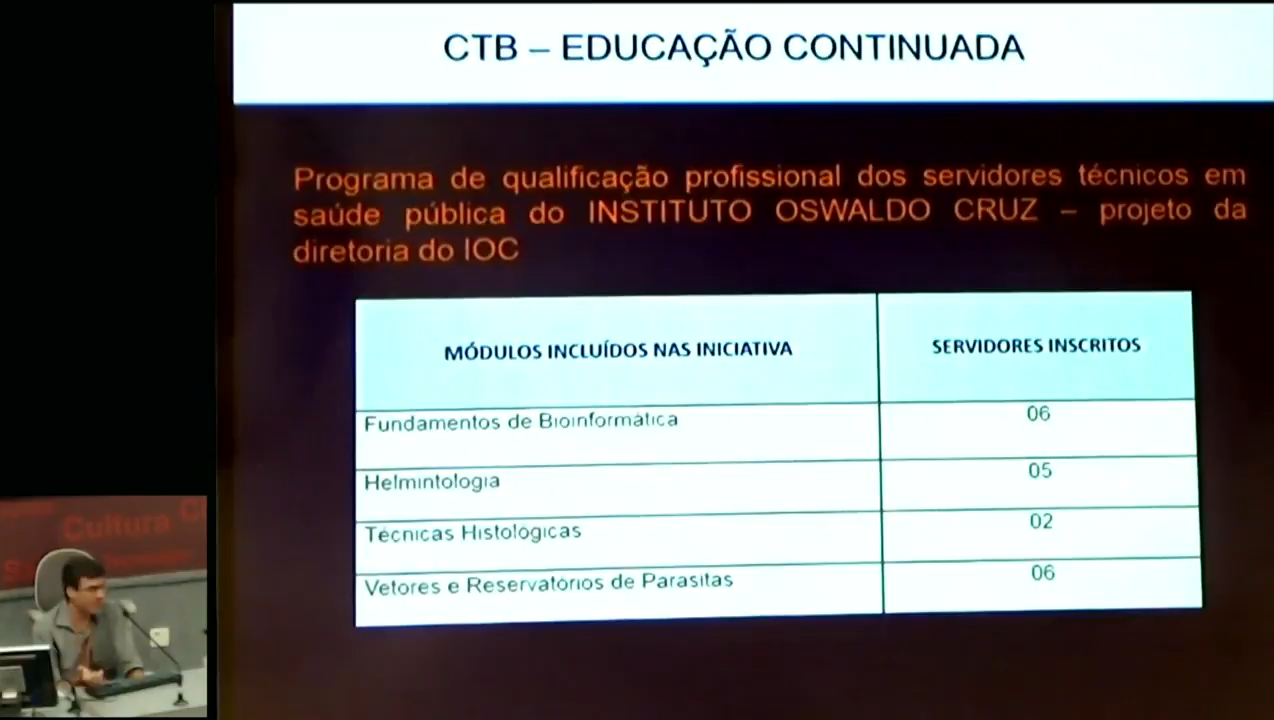 CTB – EDUCAÇÃO CONTINUADA
Programa de qualificação profissional dos servidores técnicos em
saúde pública do INSTITUTO OSWALDO CRUZ – projeto da
diretoria do IOC
MÓDULOS INCLUÍDOS NAS INICIATIVA SERVIDORES INSCRITOS
Fundamentos de Bioinformática 06
Helmintologia 05
Técnicas Histológicas 02
Vetores e Reservatórios de Parasitas 06
Cultura